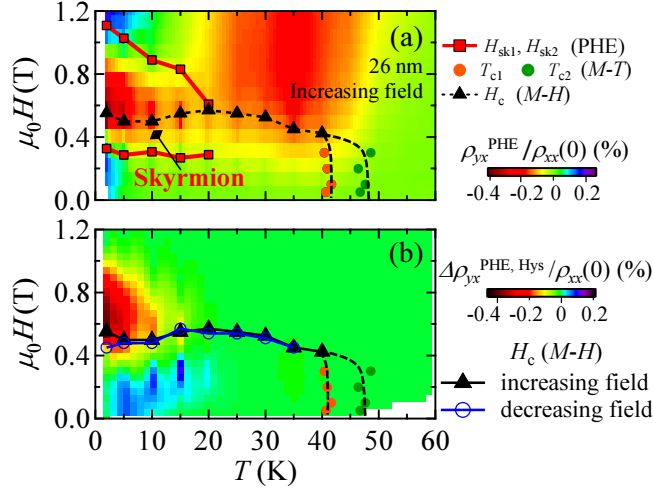 1.2
0.8
0.4
0.0
μ₀H (T)
(a)
26 nm
Increasing field
Skyrmion
H_sk1, H_sk2 (PHE)
T_c1 T_c2 (M-T)
H_c (M-H)
ρ_yx^PHE /ρ_xx(0) (%)
-0.4 -0.2 0 0.2
1.2
0.8
0.4
0.0
μ₀H (T)
(b)
0 10 20 30 40 50 60
T (K)
Δρ_yx^PHE, Hys /ρ_xx(0) (%)
-0.4 -0.2 0 0.2
H_c (M-H)
increasing field
decreasing field